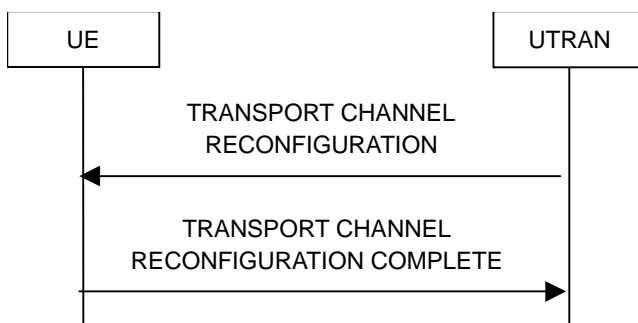 UE
UTRAN
TRANSPORT CHANNEL
RECONFIGURATION
TRANSPORT CHANNEL
RECONFIGURATION COMPLETE